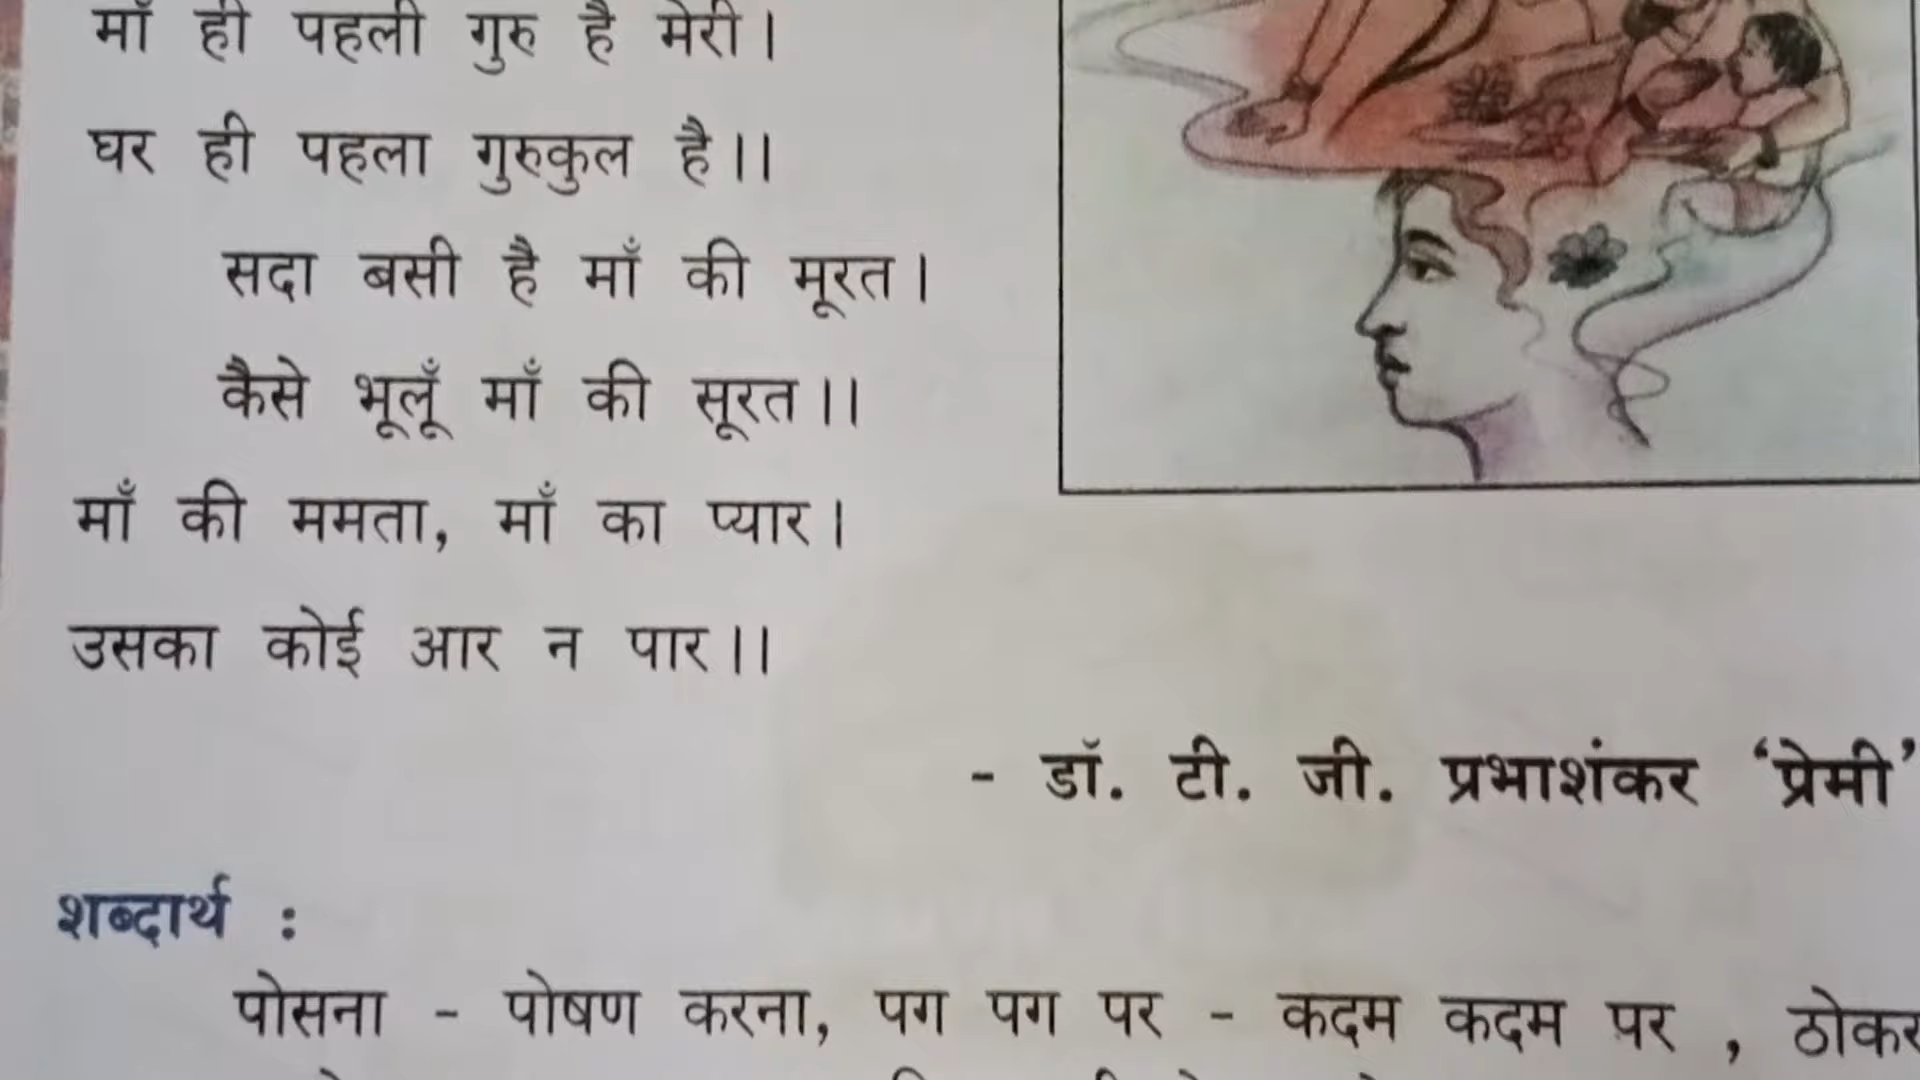 माँ ही पहली गुरु है मेरी।
घर ही पहला गुरुकुल है।।
सदा बसी है माँ की मूरत।
कैसे भूलूँ माँ की सूरत।।
माँ की ममता, माँ का प्यार।
उसका कोई आर न पार।।
- डॉ. टी. जी. प्रभाशंकर ‘प्रेमी’
शब्दार्थ :
पोसना - पोषण करना, पग पग पर - कदम कदम पर , ठोकर